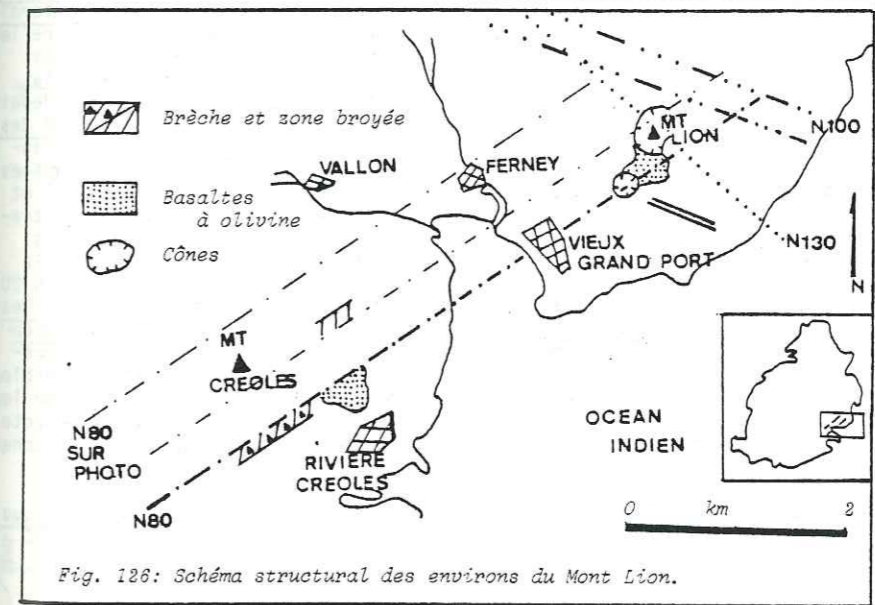 Brèche et zone broyée
Basaltes
à olivine
Cônes
VALLON
FERNEY
MT
LION
N100
VIEUX
GRAND PORT
N130
N
MT
CREOLES
N80
SUR
PHOTO
N80
RIVIERE
CREOLES
OCEAN
INDIEN
0 km 2
Fig. 126: Schéma structural des environs du Mont Lion.